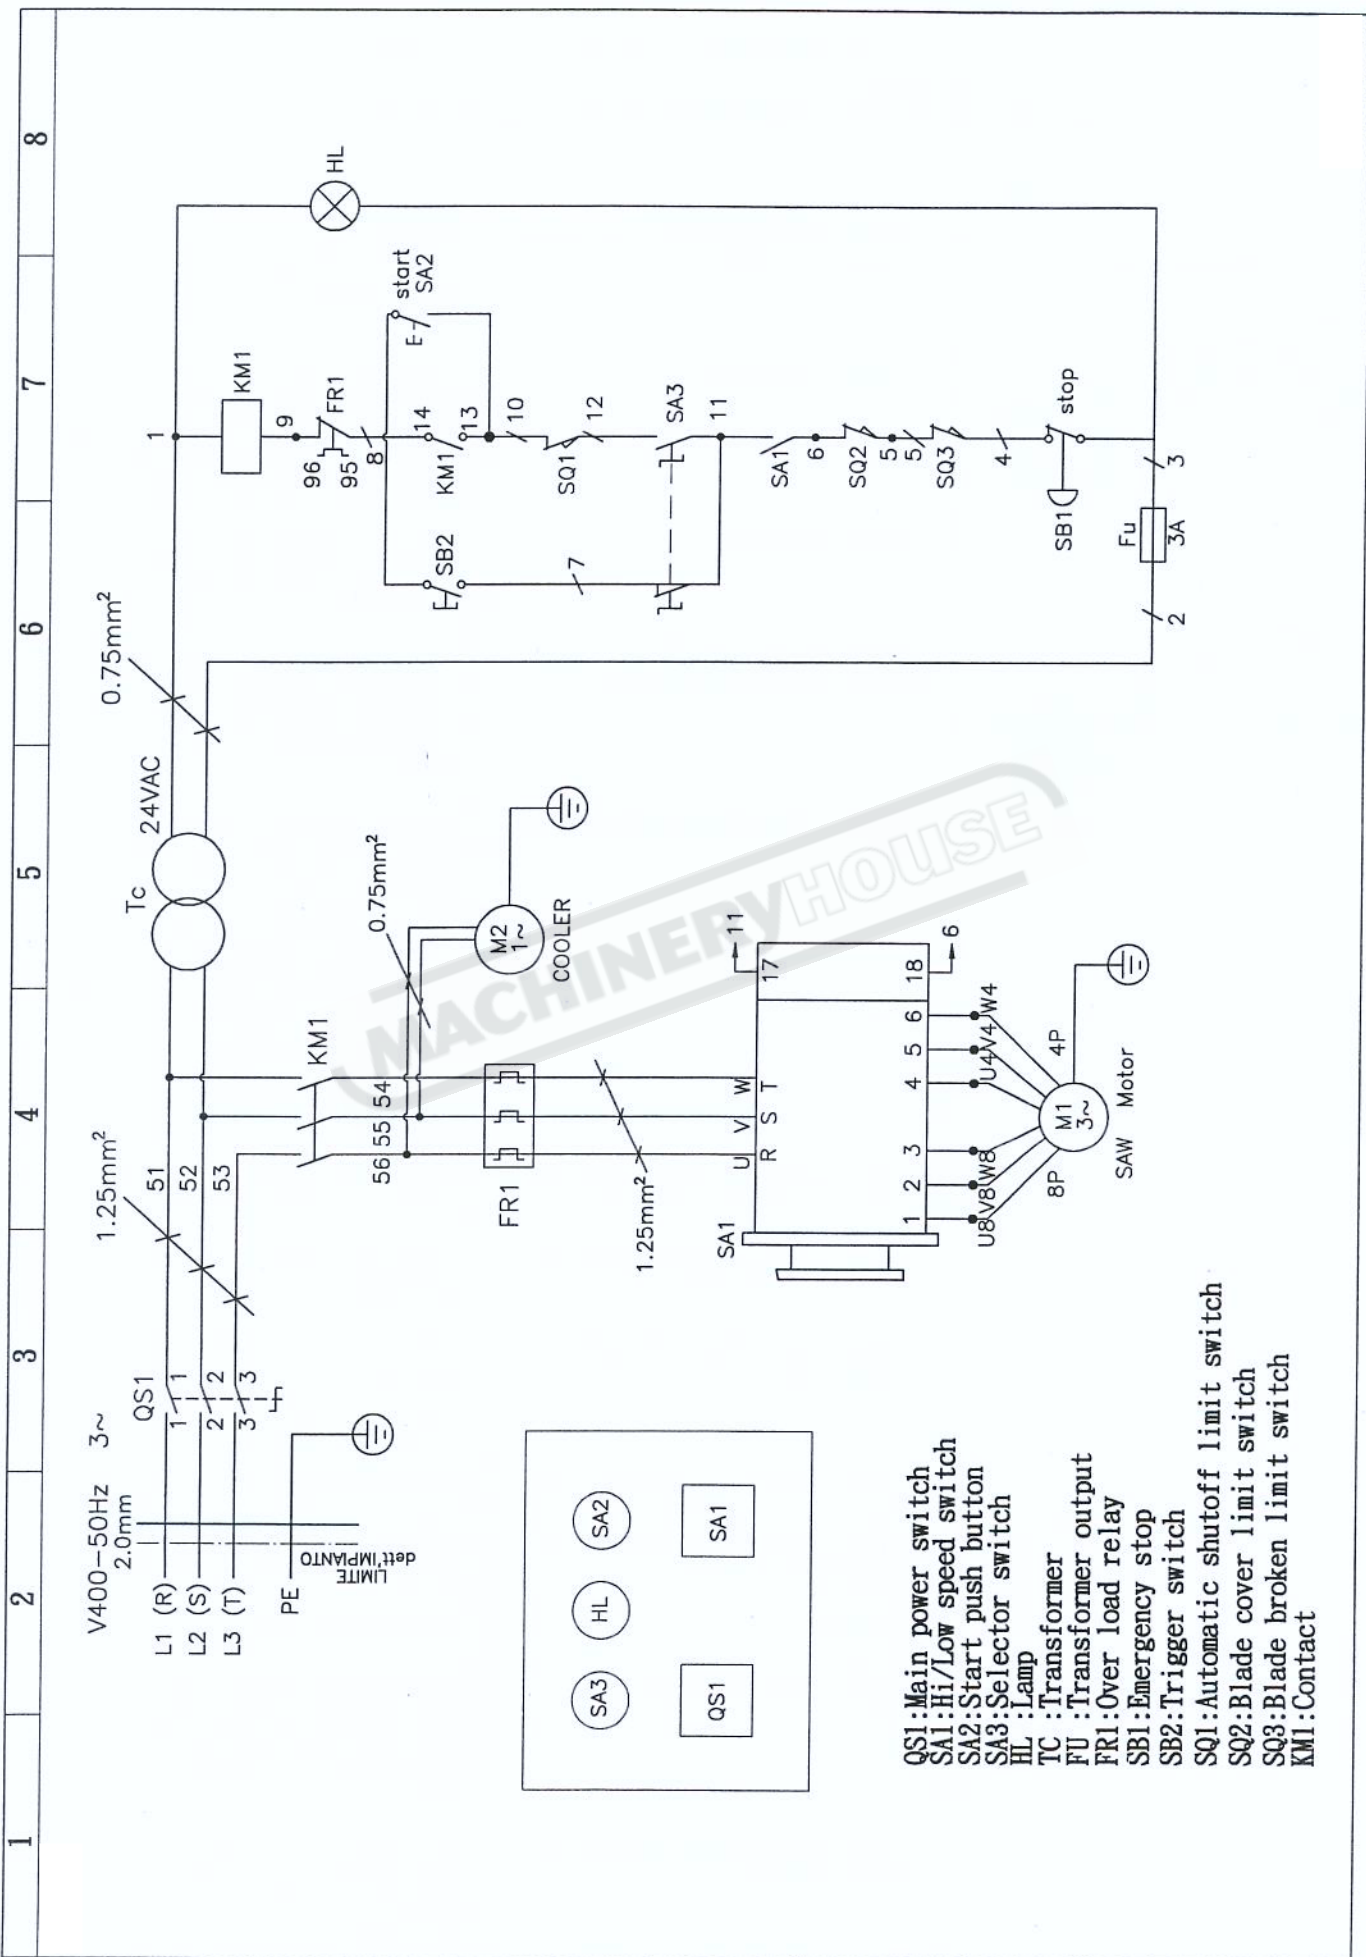 1 2 3 4 5 6 7 8
V400-50Hz 3~
2.0mm
L1 (R)
L2 (S)
L3 (T)
PE
LIMITE
dett'IMPIANTO
QS1
1 1
2 2
3 3
1.25mm²
51
52
53
Tc
24VAC
0.75mm²
KM1
56 55 54
0.75mm²
M2
1~
COOLER
FR1
1.25mm²
SA1
U V W
R S T
17
11
18
6
1 2 3 4 5 6
U8 V8 W8 U4 V4 W4
8P
4P
M1
3~
SAW Motor
1
KM1
9
96
FR1
95
8
start
SA2
E
14
KM1
13
SB2
10
SQ1
12
7
SA3
11
SA1
6
SQ2
5
5
SQ3
4
SB1
stop
Fu
3A
2
3
HL
SA3
HL
SA2
QS1
SA1
MACHINERYHOUSE
QS1:Main power switch
SA1:Hi/Low speed switch
SA2:Start push button
SA3:Selector switch
HL :Lamp
TC :Transformer
FU :Transformer output
FR1:Over load relay
SB1:Emergency stop
SB2:Trigger switch
SQ1:Automatic shutoff limit switch
SQ2:Blade cover limit switch
SQ3:Blade broken limit switch
KM1:Contact